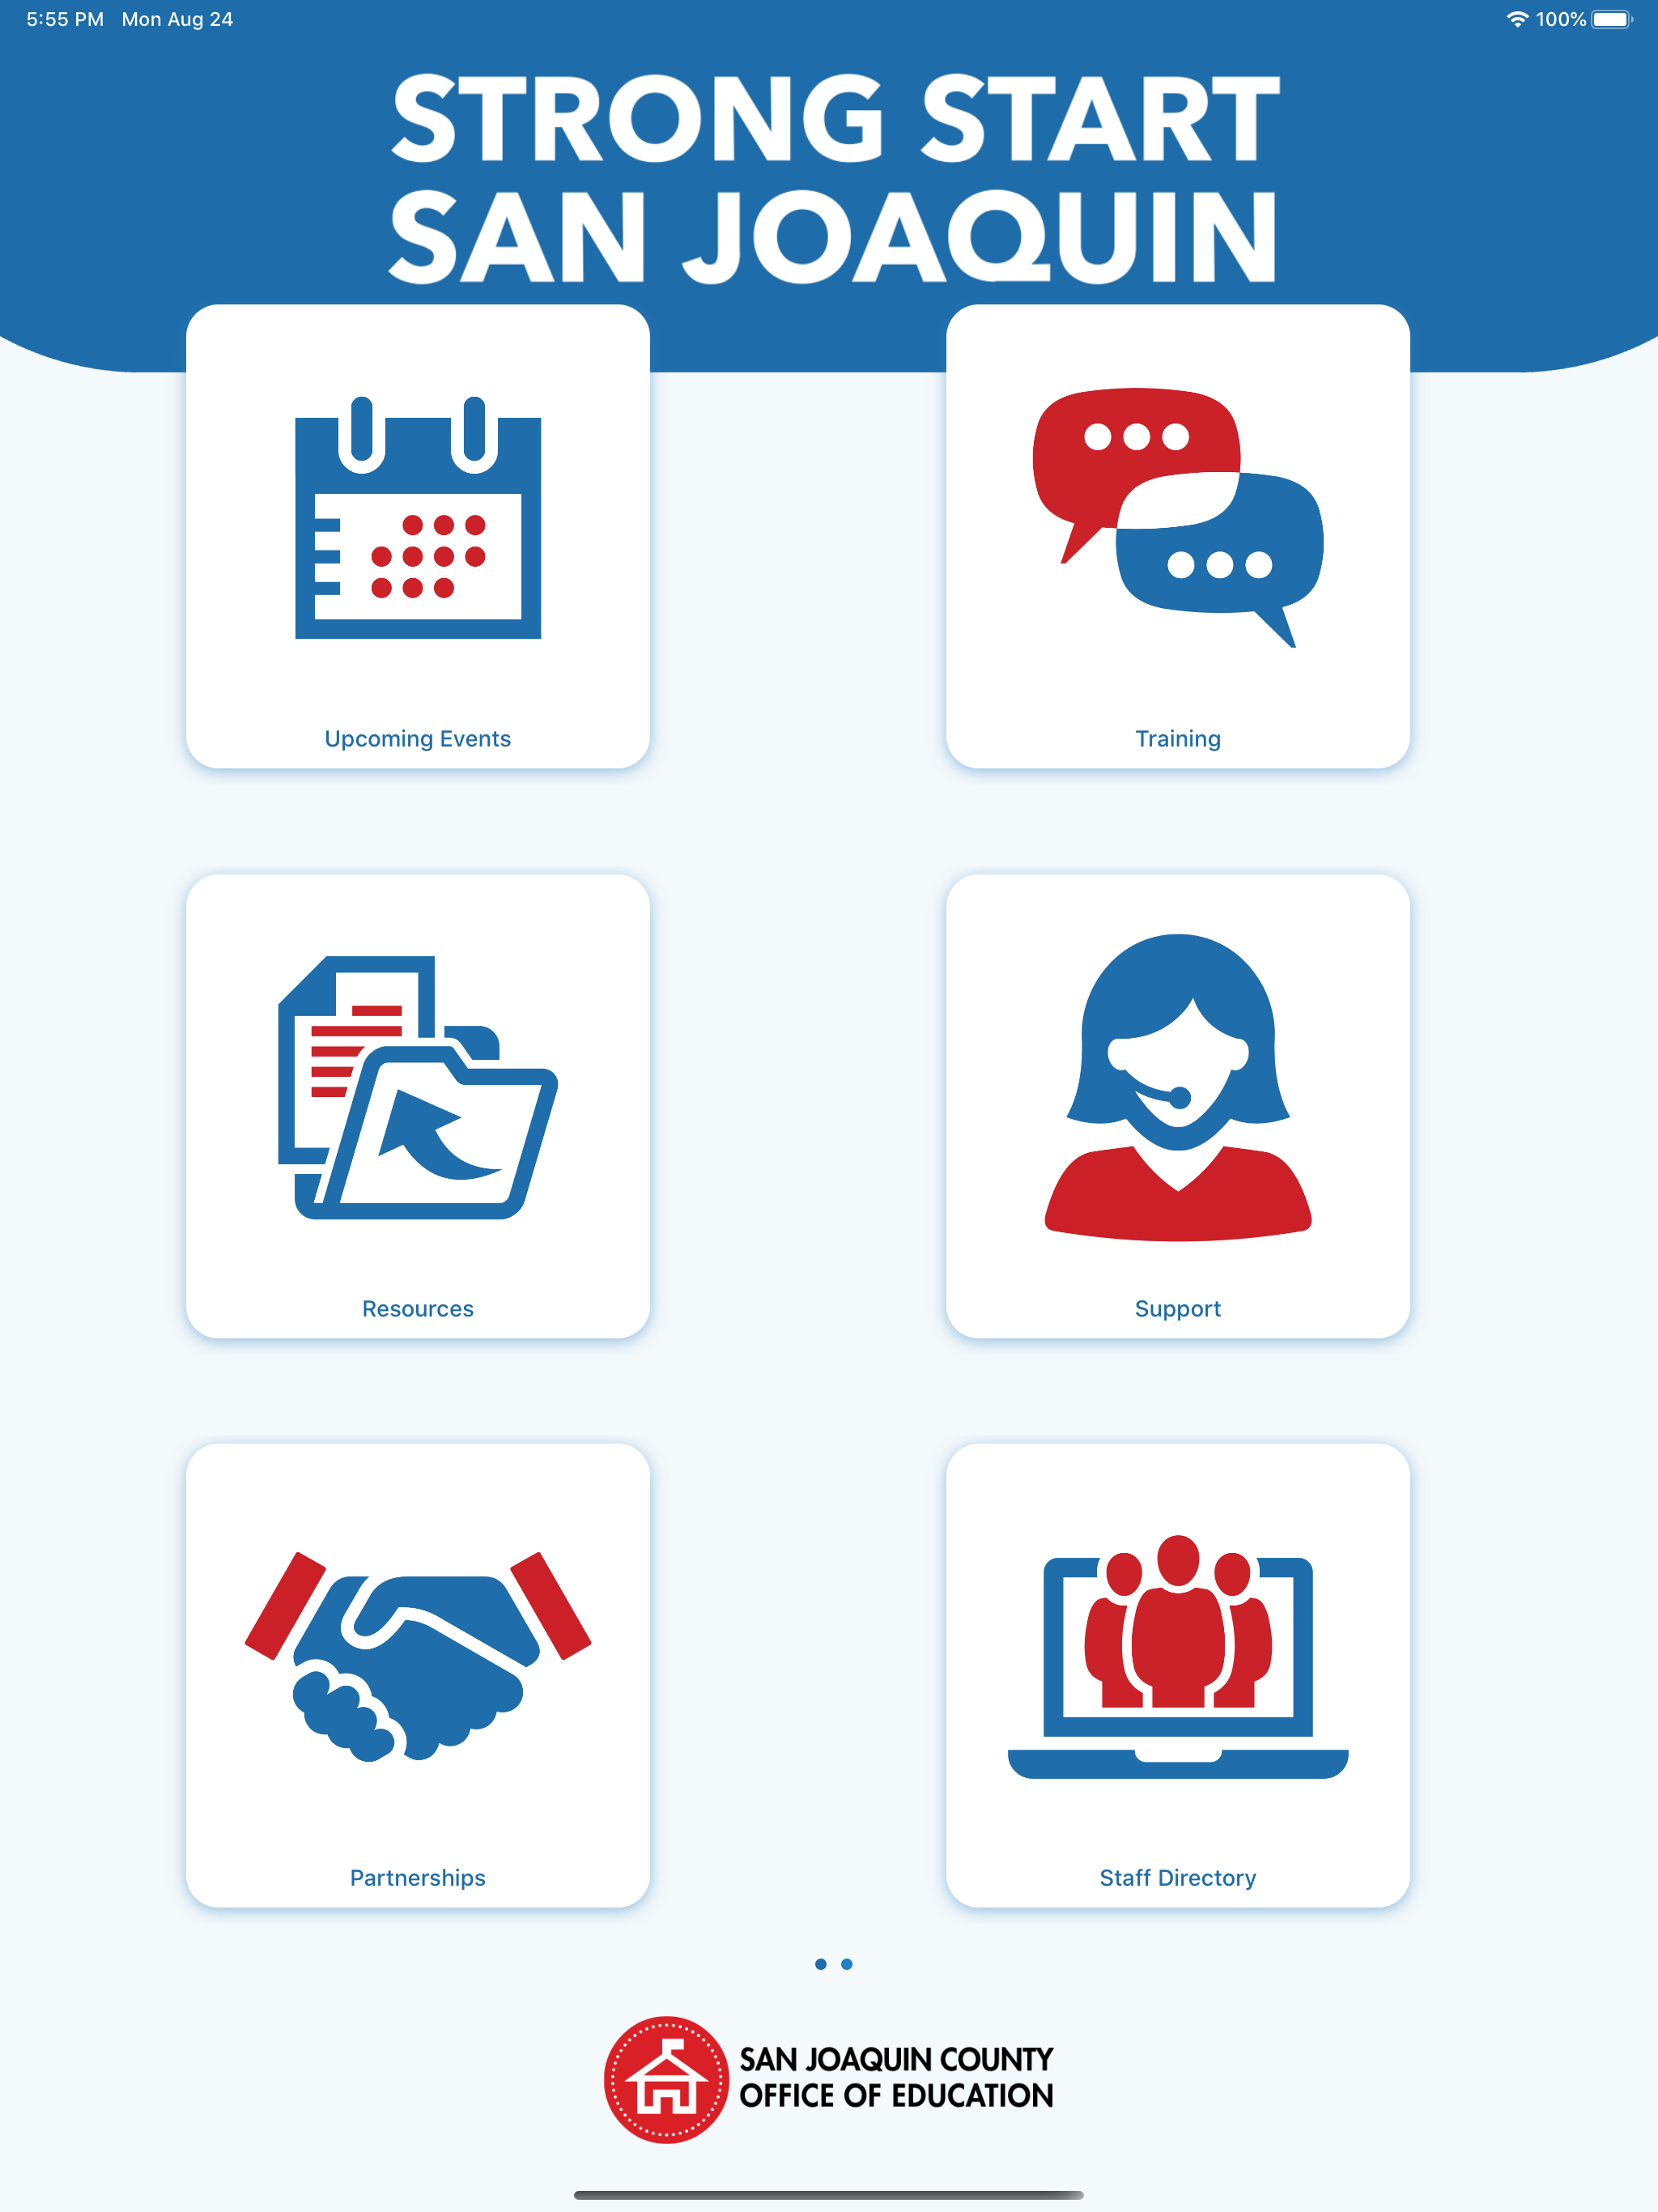 5:55 PM Mon Aug 24 100%
STRONG START
SAN JOAQUIN
Upcoming Events
Training
Resources
Support
Partnerships
Staff Directory
SAN JOAQUIN COUNTY
OFFICE OF EDUCATION